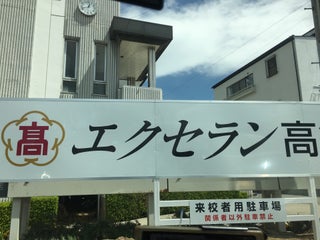 髙 エクセラン高
来校者用駐車場
関係者以外駐車禁止